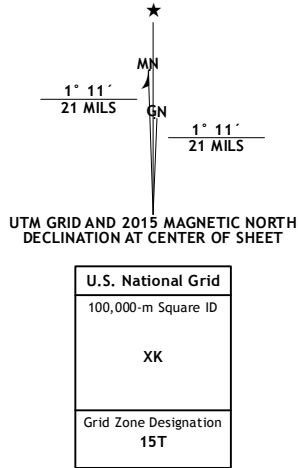 ★
MN
1° 11´
21 MILS
GN
1° 11´
21 MILS
UTM GRID AND 2015 MAGNETIC NORTH
DECLINATION AT CENTER OF SHEET
U.S. National Grid
100,000-m Square ID
XK
Grid Zone Designation
15T